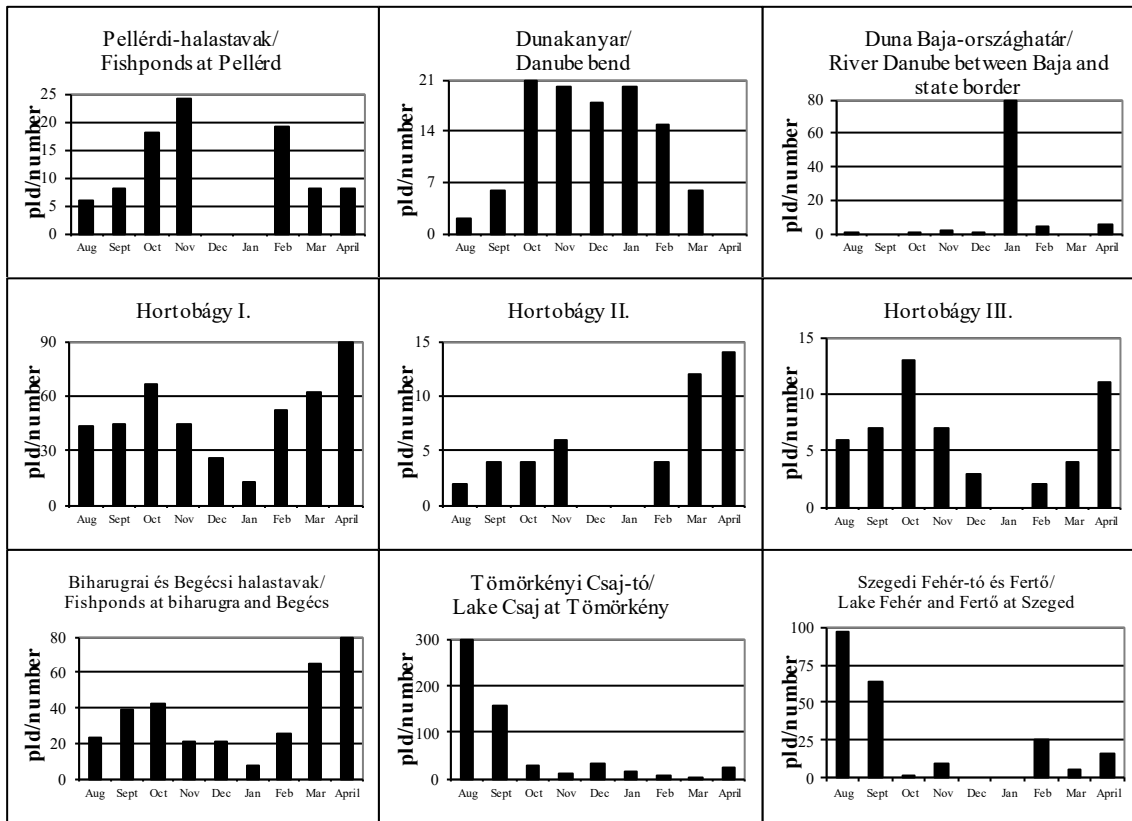 Pellérdi-halastavak/
Fishponds at Pellérd
pld/number
25
20
15
10
5
0
Aug Sept Oct Nov Dec Jan Feb Mar April
Dunakanyar/
Danube bend
pld/number
21
14
7
0
Aug Sept Oct Nov Dec Jan Feb Mar April
Duna Baja-országhatár/
River Danube between Baja and
state border
pld/number
80
60
40
20
0
Aug Sept Oct Nov Dec Jan Feb Mar April
Hortobágy I.
pld/number
90
60
30
0
Aug Sept Oct Nov Dec Jan Feb Mar April
Hortobágy II.
pld/number
15
10
5
0
Aug Sept Oct Nov Dec Jan Feb Mar April
Hortobágy III.
pld/number
15
10
5
0
Aug Sept Oct Nov Dec Jan Feb Mar April
Biharugrai és Begécsi halastavak/
Fishponds at biharugra and Begécs
pld/number
80
60
40
20
0
Aug Sept Oct Nov Dec Jan Feb Mar April
Tömörkényi Csaj-tó/
Lake Csaj at Tömörkény
pld/number
300
200
100
0
Aug Sept Oct Nov Dec Jan Feb Mar April
Szegedi Fehér-tó és Fertő/
Lake Fehér and Fertő at Szeged
pld/number
100
75
50
25
0
Aug Sept Oct Nov Dec Jan Feb Mar April